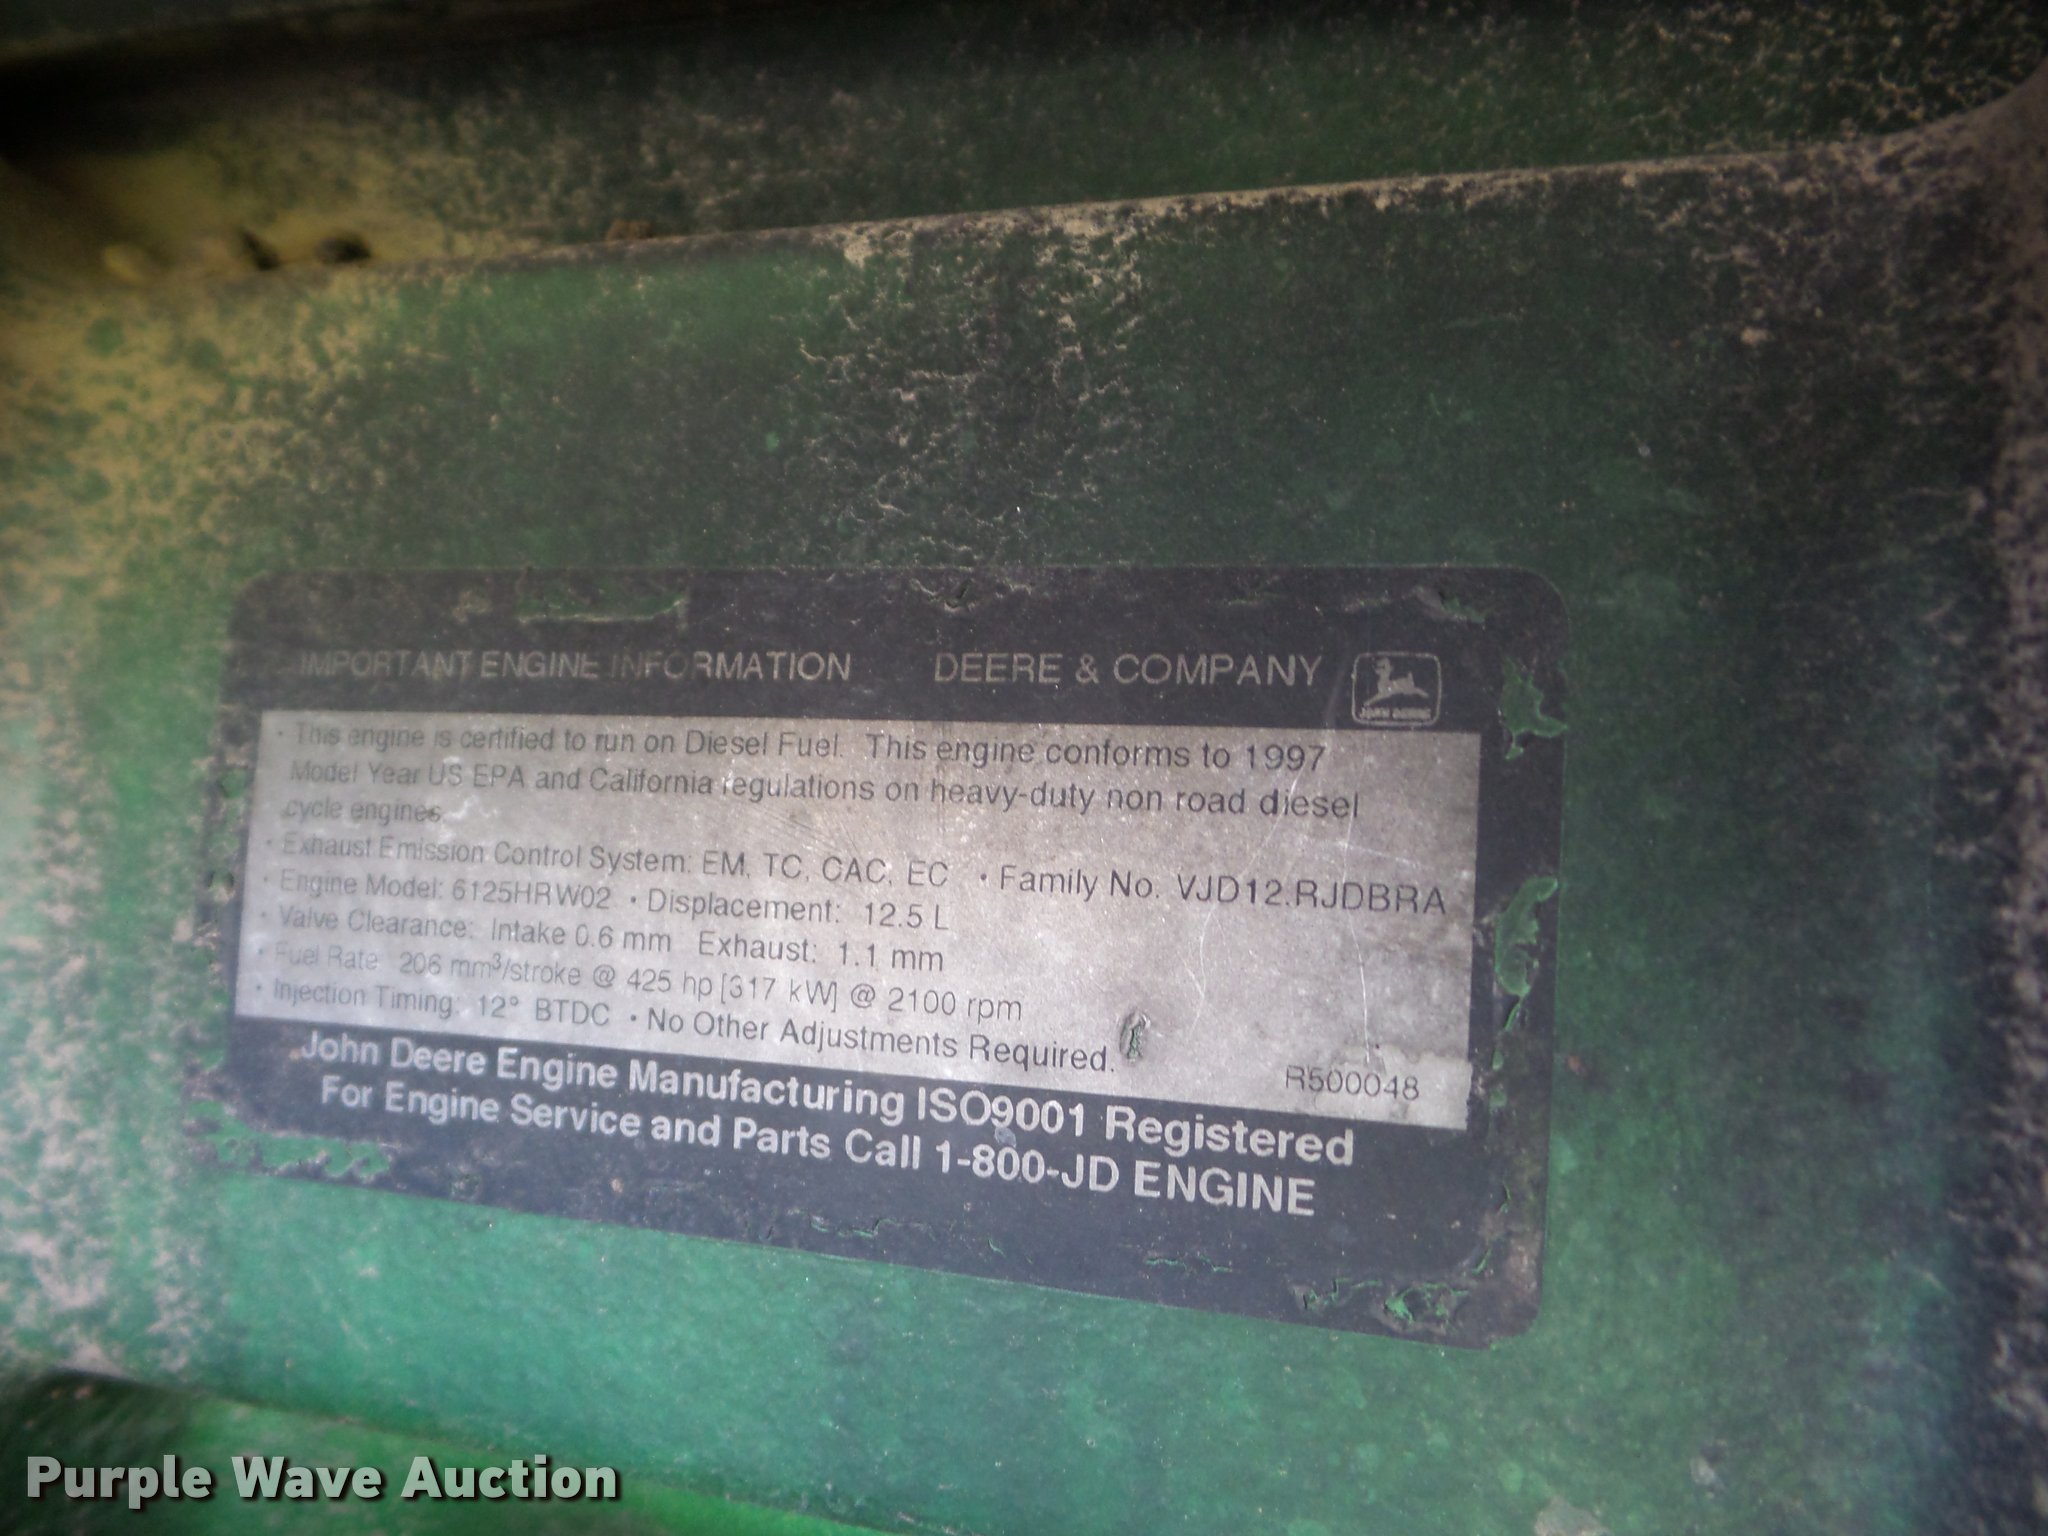 IMPORTANT ENGINE INFORMATION DEERE & COMPANY
JOHN DEERE
• This engine is certified to run on Diesel Fuel. This engine conforms to 1997
Model Year US EPA and California regulations on heavy-duty non road diesel
cycle engines.
• Exhaust Emission Control System: EM, TC, CAC, EC • Family No. VJD12.RJDBRA
• Engine Model: 6125HRW02 • Displacement: 12.5 L
• Valve Clearance: Intake 0.6 mm Exhaust: 1.1 mm
• Fuel Rate 206 mm³/stroke @ 425 hp [317 kW] @ 2100 rpm
• Injection Timing: 12° BTDC • No Other Adjustments Required.
R500048
John Deere Engine Manufacturing ISO9001 Registered
For Engine Service and Parts Call 1-800-JD ENGINE
Purple Wave Auction